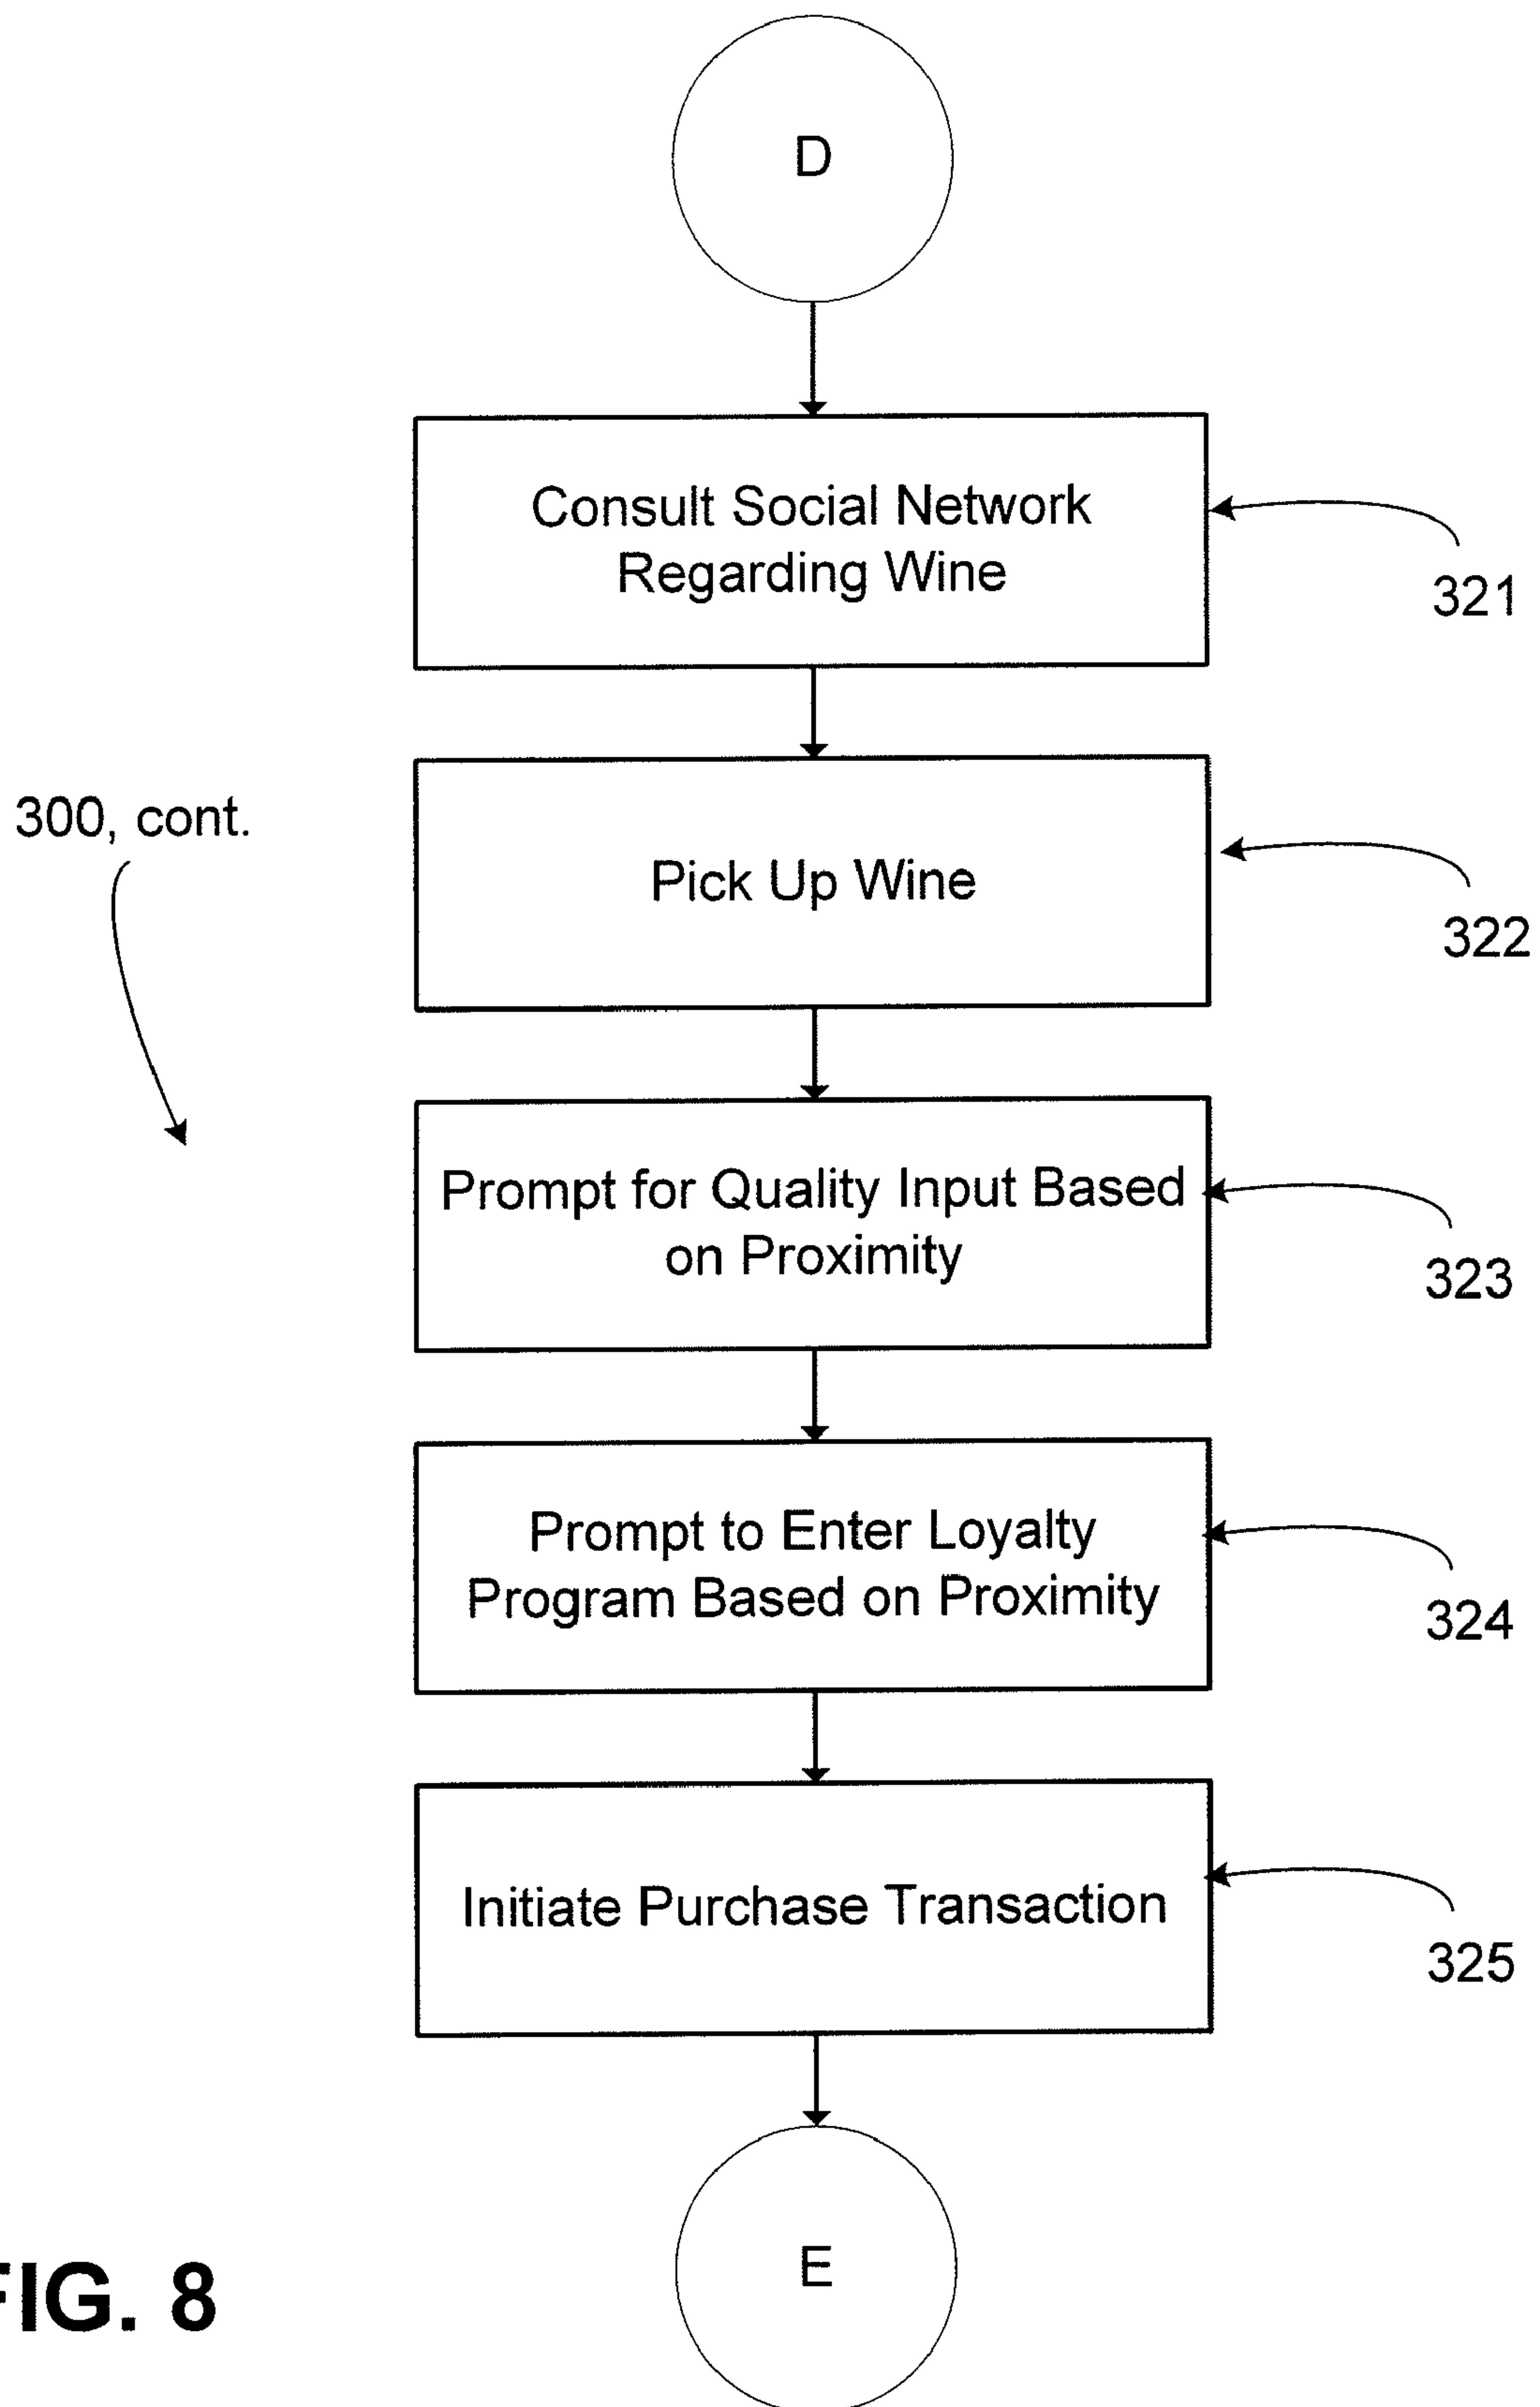 D
Consult Social Network
Regarding Wine
321
300, cont.
Pick Up Wine
322
Prompt for Quality Input Based
on Proximity
323
Prompt to Enter Loyalty
Program Based on Proximity
324
Initiate Purchase Transaction
325
E
FIG. 8